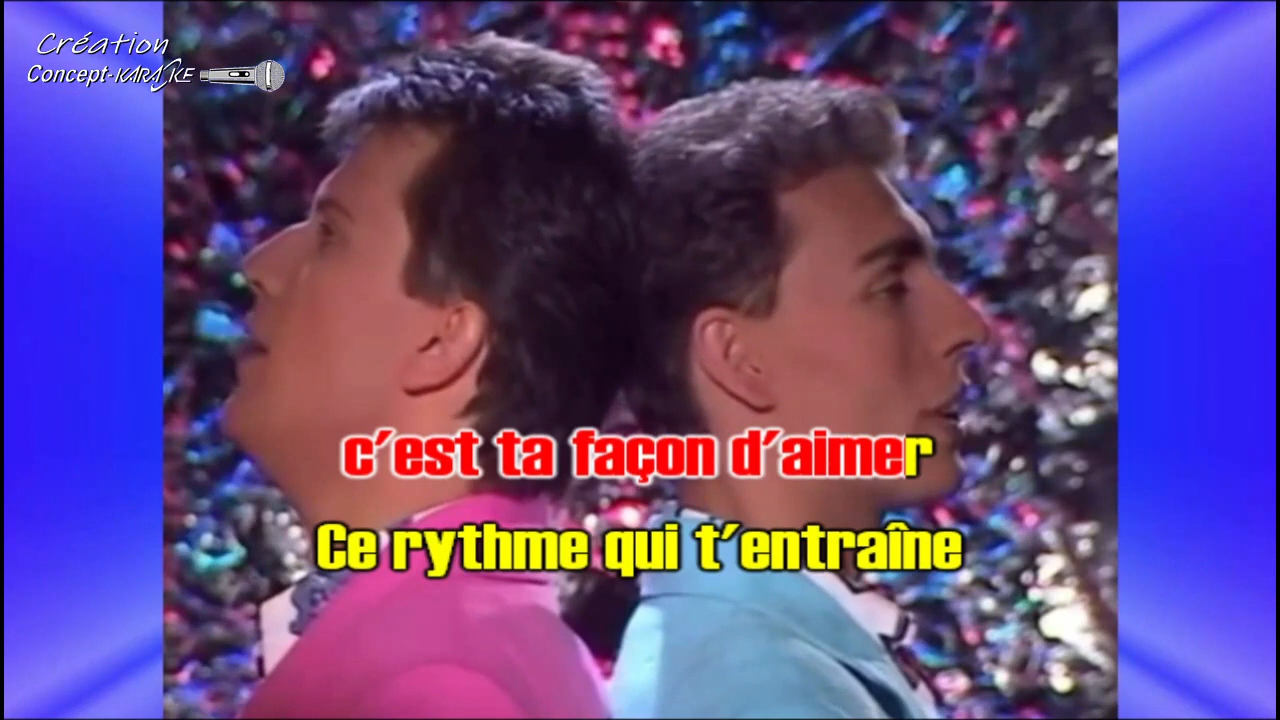 Création
Concept-KARAOKE
c'est ta façon d'aimer
Ce rythme qui t'entraîne